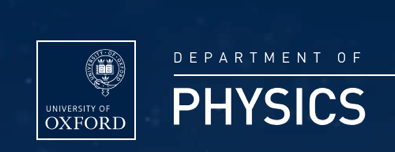 UNIVERSITY OF
OXFORD
DEPARTMENT OF
PHYSICS